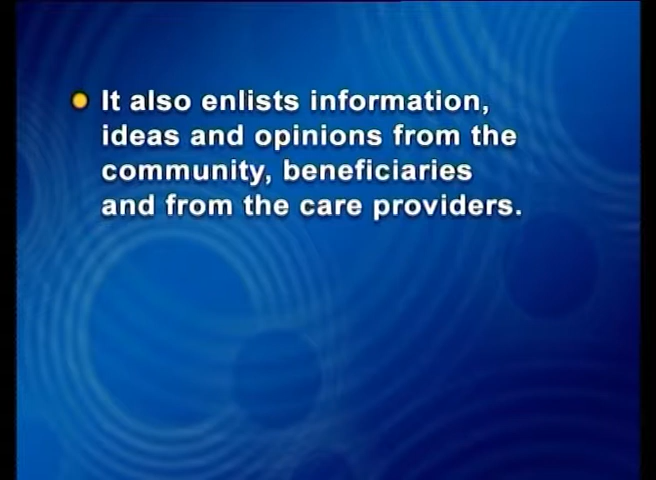 It also enlists information,
ideas and opinions from the
community, beneficiaries
and from the care providers.